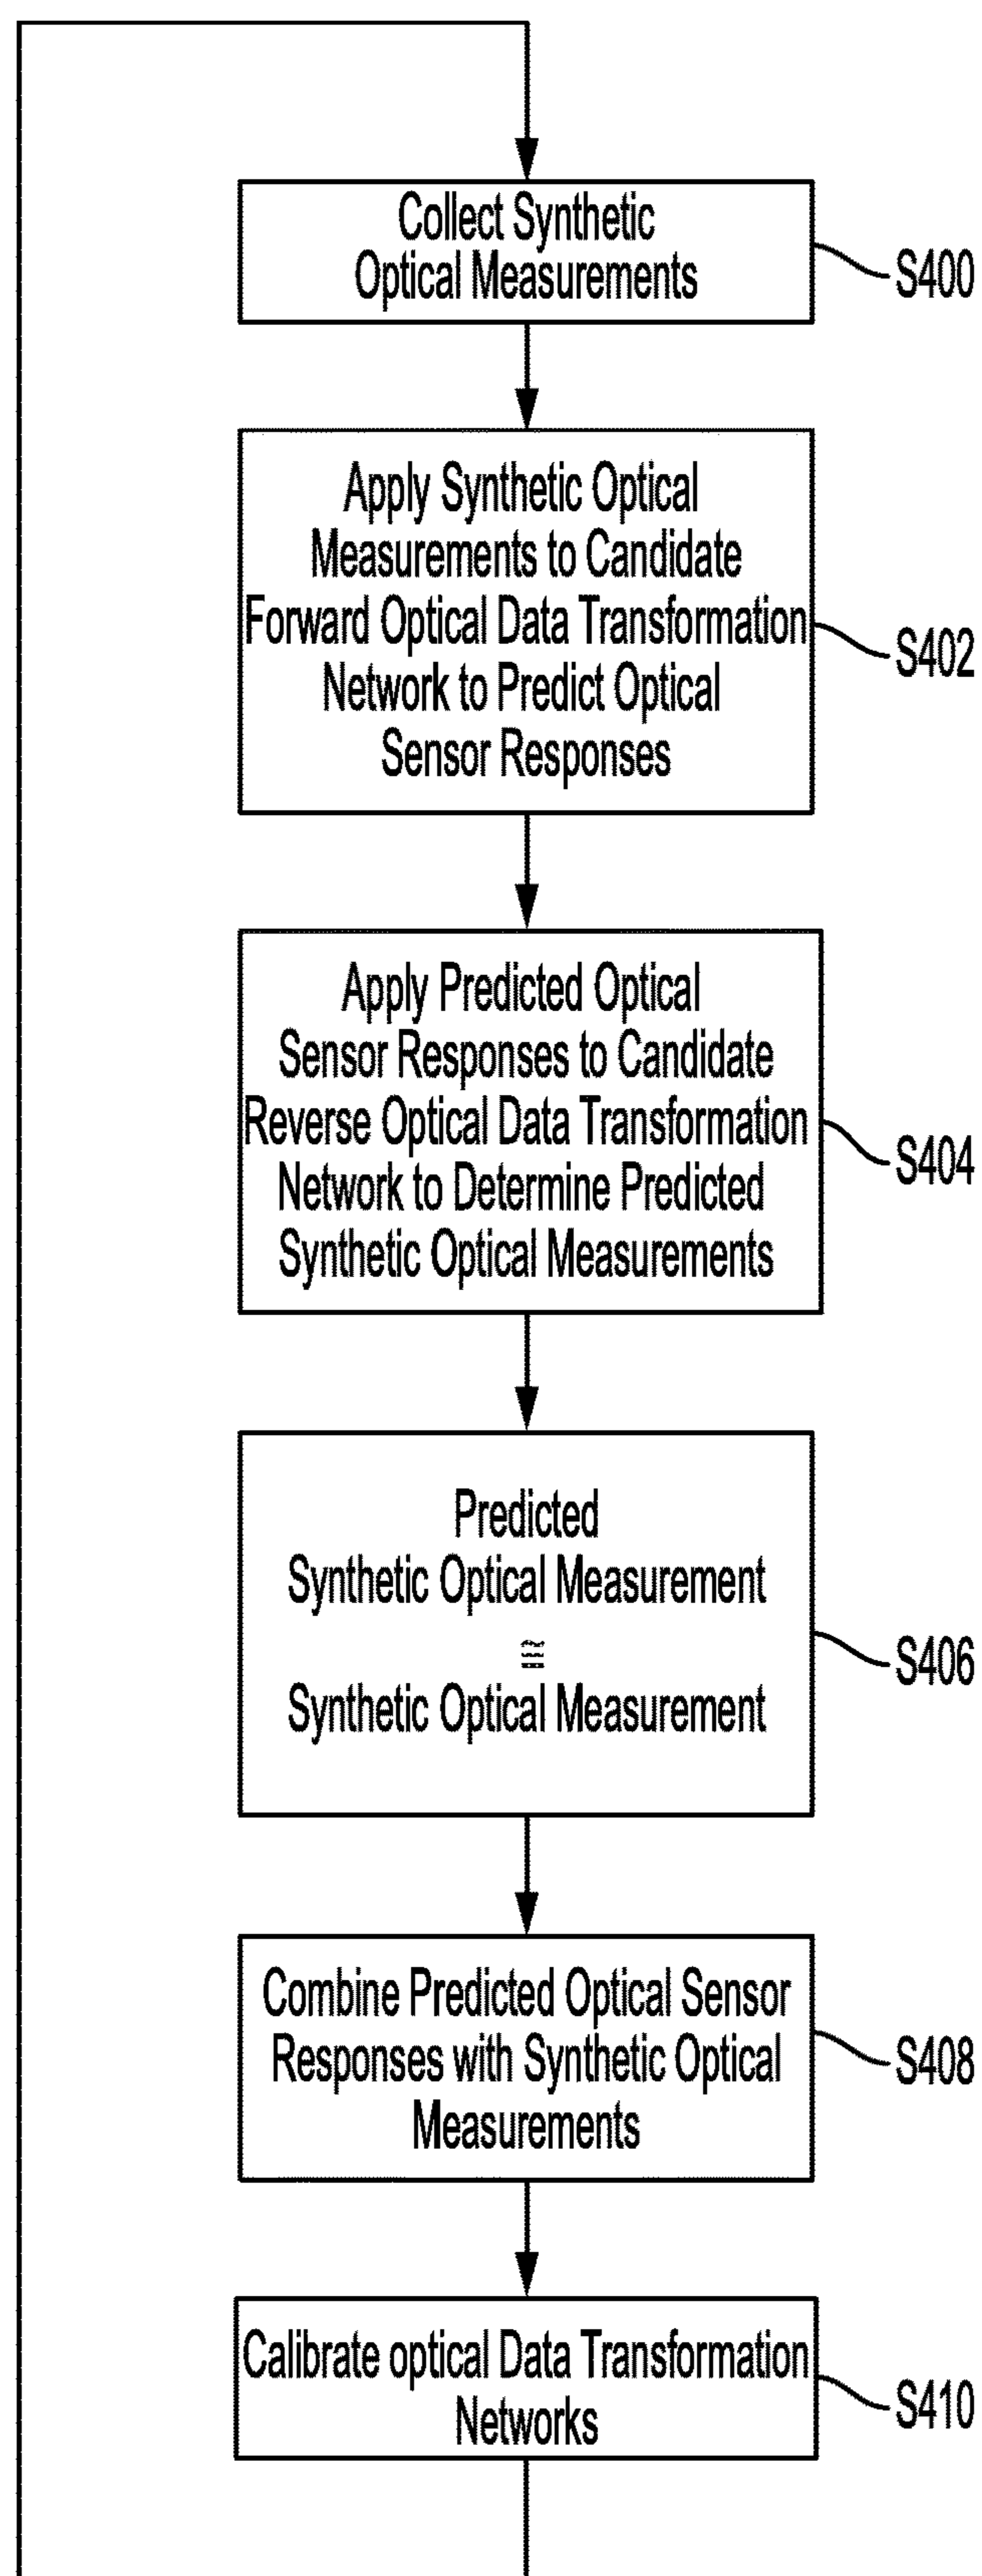 Collect Synthetic
Optical Measurements
S400
Apply Synthetic Optical
Measurements to Candidate
Forward Optical Data Transformation
Network to Predict Optical
Sensor Responses
S402
Apply Predicted Optical
Sensor Responses to Candidate
Reverse Optical Data Transformation
Network to Determine Predicted
Synthetic Optical Measurements
S404
Predicted
Synthetic Optical Measurement
≅
Synthetic Optical Measurement
S406
Combine Predicted Optical Sensor
Responses with Synthetic Optical
Measurements
S408
Calibrate optical Data Transformation
Networks
S410